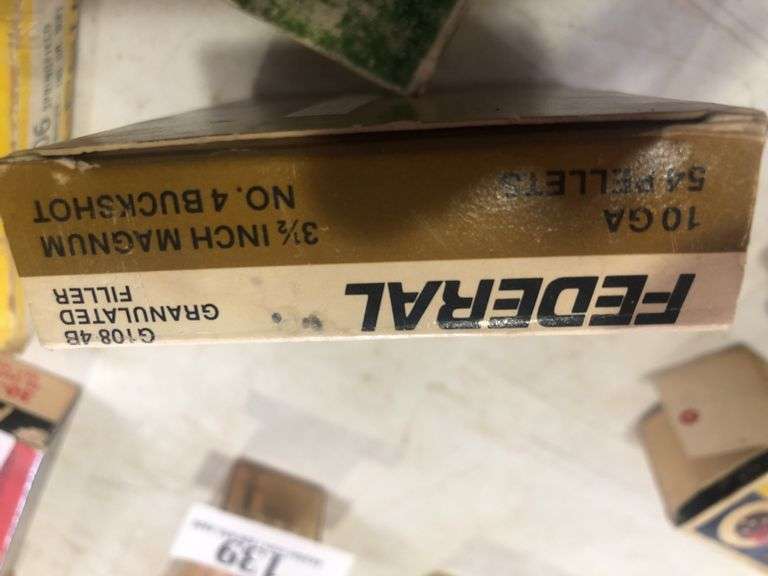 FEDERAL
G108 4B
GRANULATED
FILLER
10 GA
54 PELLETS
3½ INCH MAGNUM
NO. 4 BUCKSHOT
139